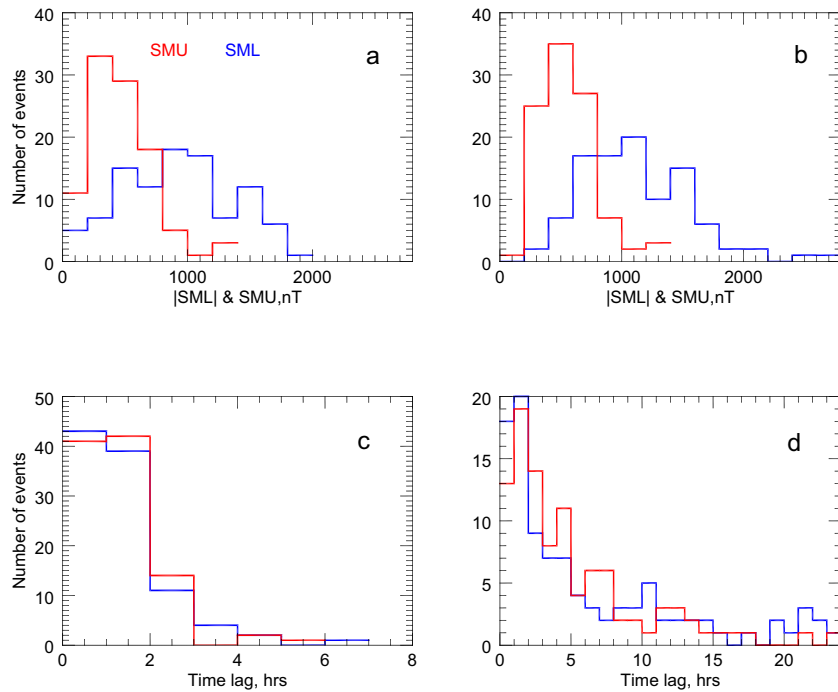 40
30
20
10
0
Number of events
SMU SML
a
0 1000 2000
|SML| & SMU,nT
40
30
20
10
0
b
0 1000 2000
|SML| & SMU,nT
50
40
30
20
10
0
Number of events
c
0 2 4 6 8
Time lag, hrs
20
15
10
5
0
d
0 5 10 15 20
Time lag, hrs